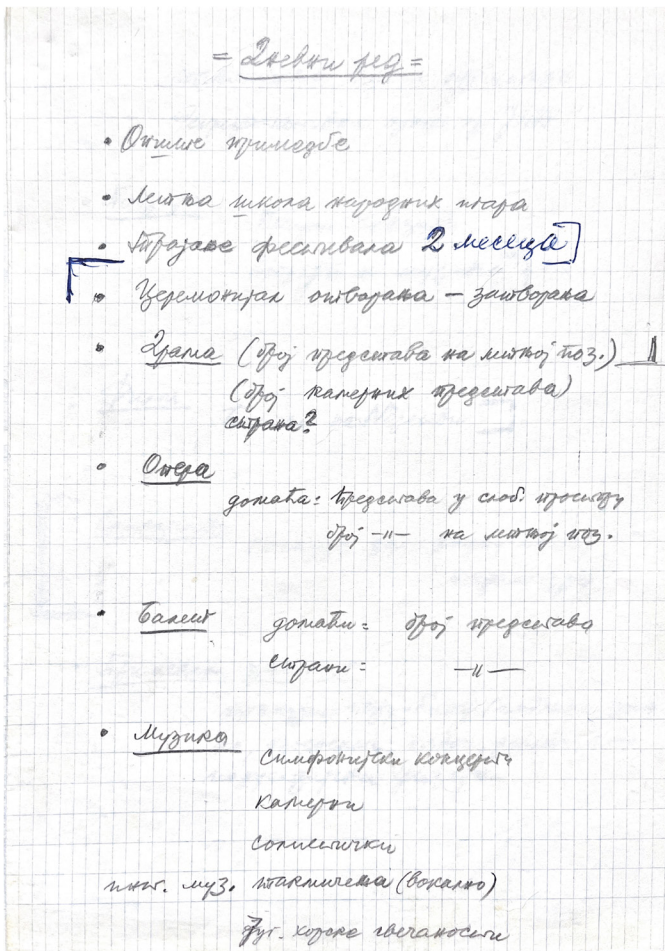 = Дневни ред =
• Опште примедбе
• Летња школа народних игара
• Трајање фестивала 2 месеца]
• Церемонијал отварања – затварања
• Драма (број представа на летњој поз.)
(број камерних представа)
страна?
• Опера
домаћа: представа у слоб. простору
број –॥– на летњој поз.
• Балет домаћи = број представа
страни = –॥–
• Музика
симфонијски концерти
камерни
солистички
инт. муз. такмичења (вокално)
Југ. хорске свечаности